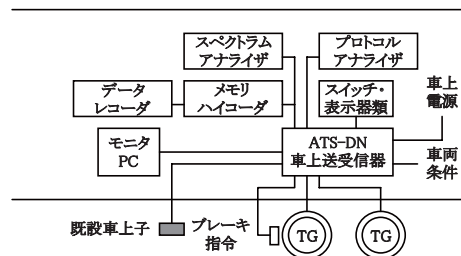 スペクトラム
アナライザ
プロトコル
アナライザ
データ
レコーダ
メモリ
ハイコーダ
スイッチ・
表示器類
車上
電源
モニタ
PC
ATS-DN
車上送受信器
車両
条件
既設車上子
ブレーキ
指令
TG
TG